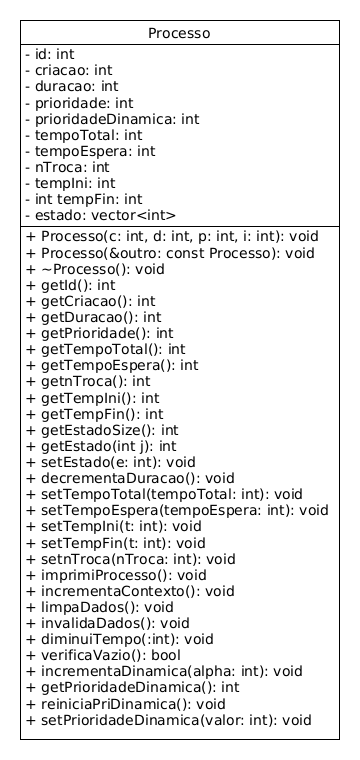 Processo
- id: int
- criacao: int
- duracao: int
- prioridade: int
- prioridadeDinamica: int
- tempoTotal: int
- tempoEspera: int
- nTroca: int
- tempIni: int
- int tempFin: int
- estado: vector<int>
+ Processo(c: int, d: int, p: int, i: int): void
+ Processo(&outro: const Processo): void
+ ~Processo(): void
+ getId(): int
+ getCriacao(): int
+ getDuracao(): int
+ getPrioridade(): int
+ getTempoTotal(): int
+ getTempoEspera(): int
+ getnTroca(): int
+ getTempIni(): int
+ getTempFin(): int
+ getEstadoSize(): int
+ getEstado(int j): int
+ setEstado(e: int): void
+ decrementaDuracao(): void
+ setTempoTotal(tempoTotal: int): void
+ setTempoEspera(tempoEspera: int): void
+ setTempIni(t: int): void
+ setTempFin(t: int): void
+ setnTroca(nTroca: int): void
+ imprimiProcesso(): void
+ incrementaContexto(): void
+ limpaDados(): void
+ invalidaDados(): void
+ diminuiTempo(:int): void
+ verificaVazio(): bool
+ incrementaDinamica(alpha: int): void
+ getPrioridadeDinamica(): int
+ reiniciaPriDinamica(): void
+ setPrioridadeDinamica(valor: int): void